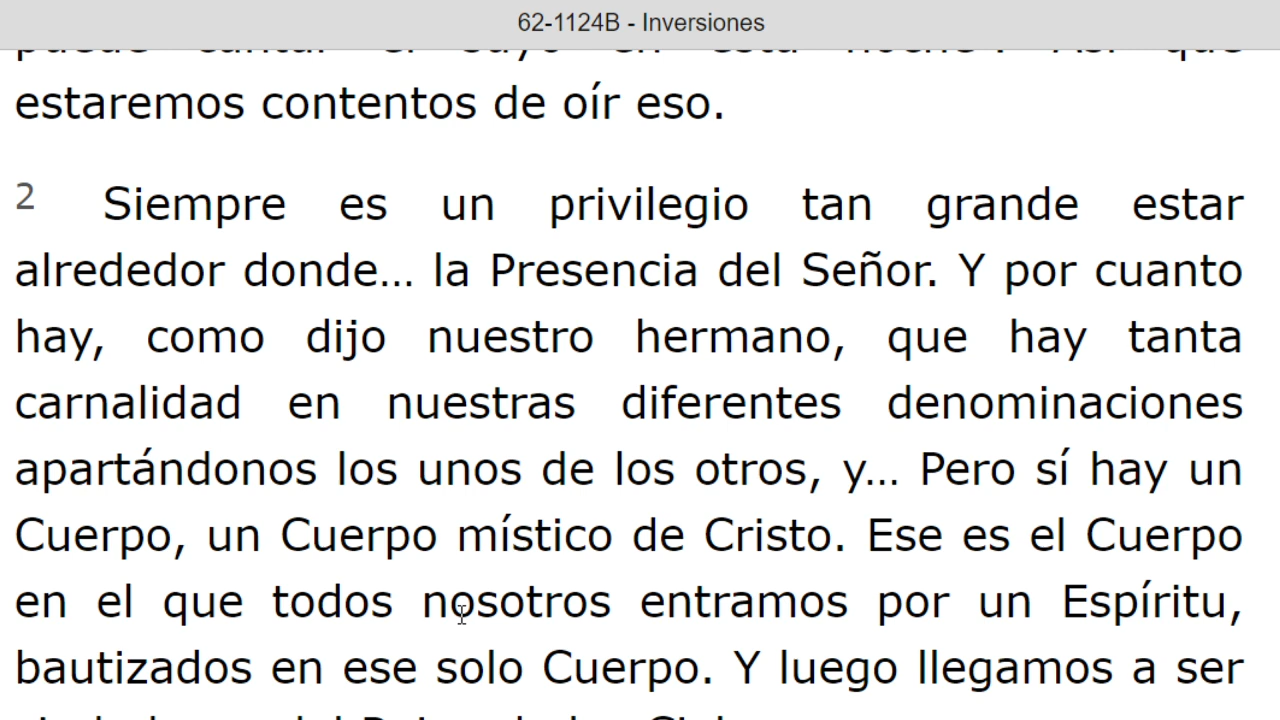 62-1124B - Inversiones
estaremos contentos de oír eso.
2 Siempre es un privilegio tan grande estar
alrededor donde... la Presencia del Señor. Y por cuanto
hay, como dijo nuestro hermano, que hay tanta
carnalidad en nuestras diferentes denominaciones
apartándonos los unos de los otros, y... Pero sí hay un
Cuerpo, un Cuerpo místico de Cristo. Ese es el Cuerpo
en el que todos nosotros entramos por un Espíritu,
bautizados en ese solo Cuerpo. Y luego llegamos a ser